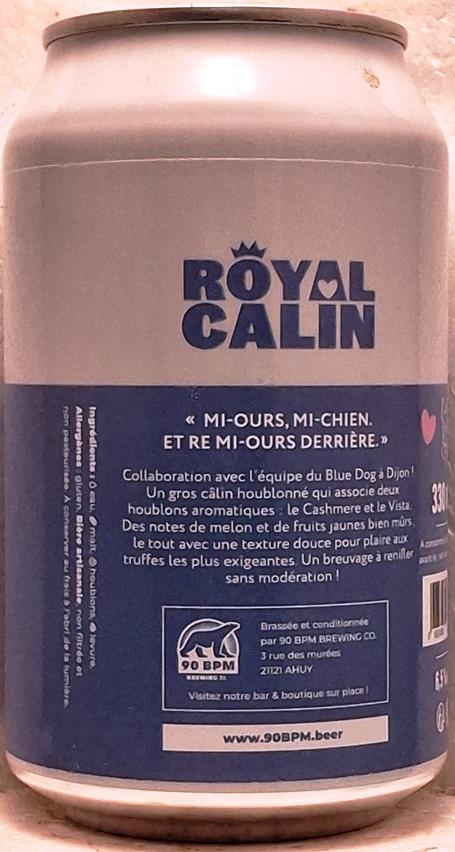 RÔYAL
CALIN
« MI-OURS, MI-CHIEN.
ET RE MI-OURS DERRIÈRE. »
Collaboration avec l'équipe du Blue Dog à Dijon !
Un gros câlin houblonné qui associe deux
houblons aromatiques : le Cashmere et le Vista.
Des notes de melon et de fruits jaunes bien mûrs,
le tout avec une texture douce pour plaire aux
truffes les plus exigeantes. Un breuvage à renifler
sans modération !
Ingrédients : eau, malt, houblons, levure.
Allergènes : gluten. Bière artisanale, non filtrée et
non pasteurisée. A conserver au frais à l'abri de la lumière.
90 BPM
BREWING CO.
Brassée et conditionnée
par 90 BPM BREWING CO.
3 rue des murées
21121 AHUY
Visitez notre bar & boutique sur place !
www.90BPM.beer
330